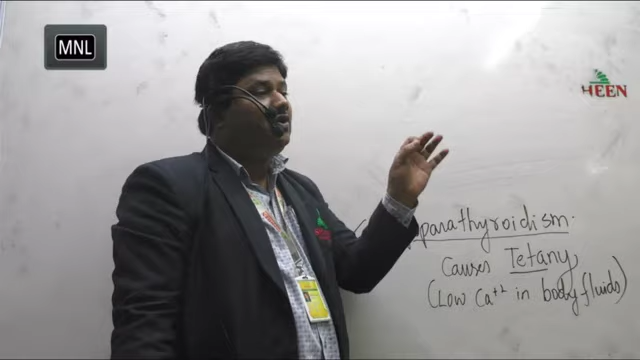 MNL
HEEN
parathyroidism.
Causes Tetany
(Low Ca⁺² in body fluids)